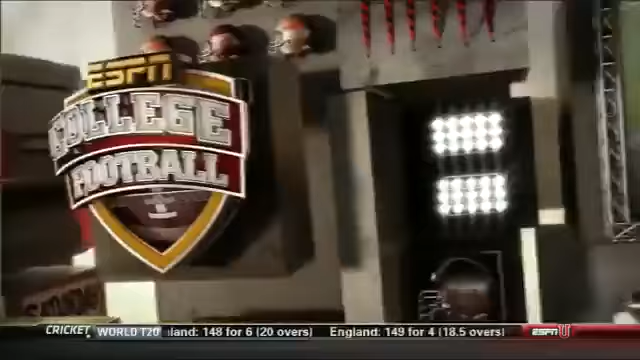 ESPN
COLLEGE
FOOTBALL
CRICKET WORLD T20 land: 148 for 6 (20 overs) England: 149 for 4 (18.5 overs) ESPN U